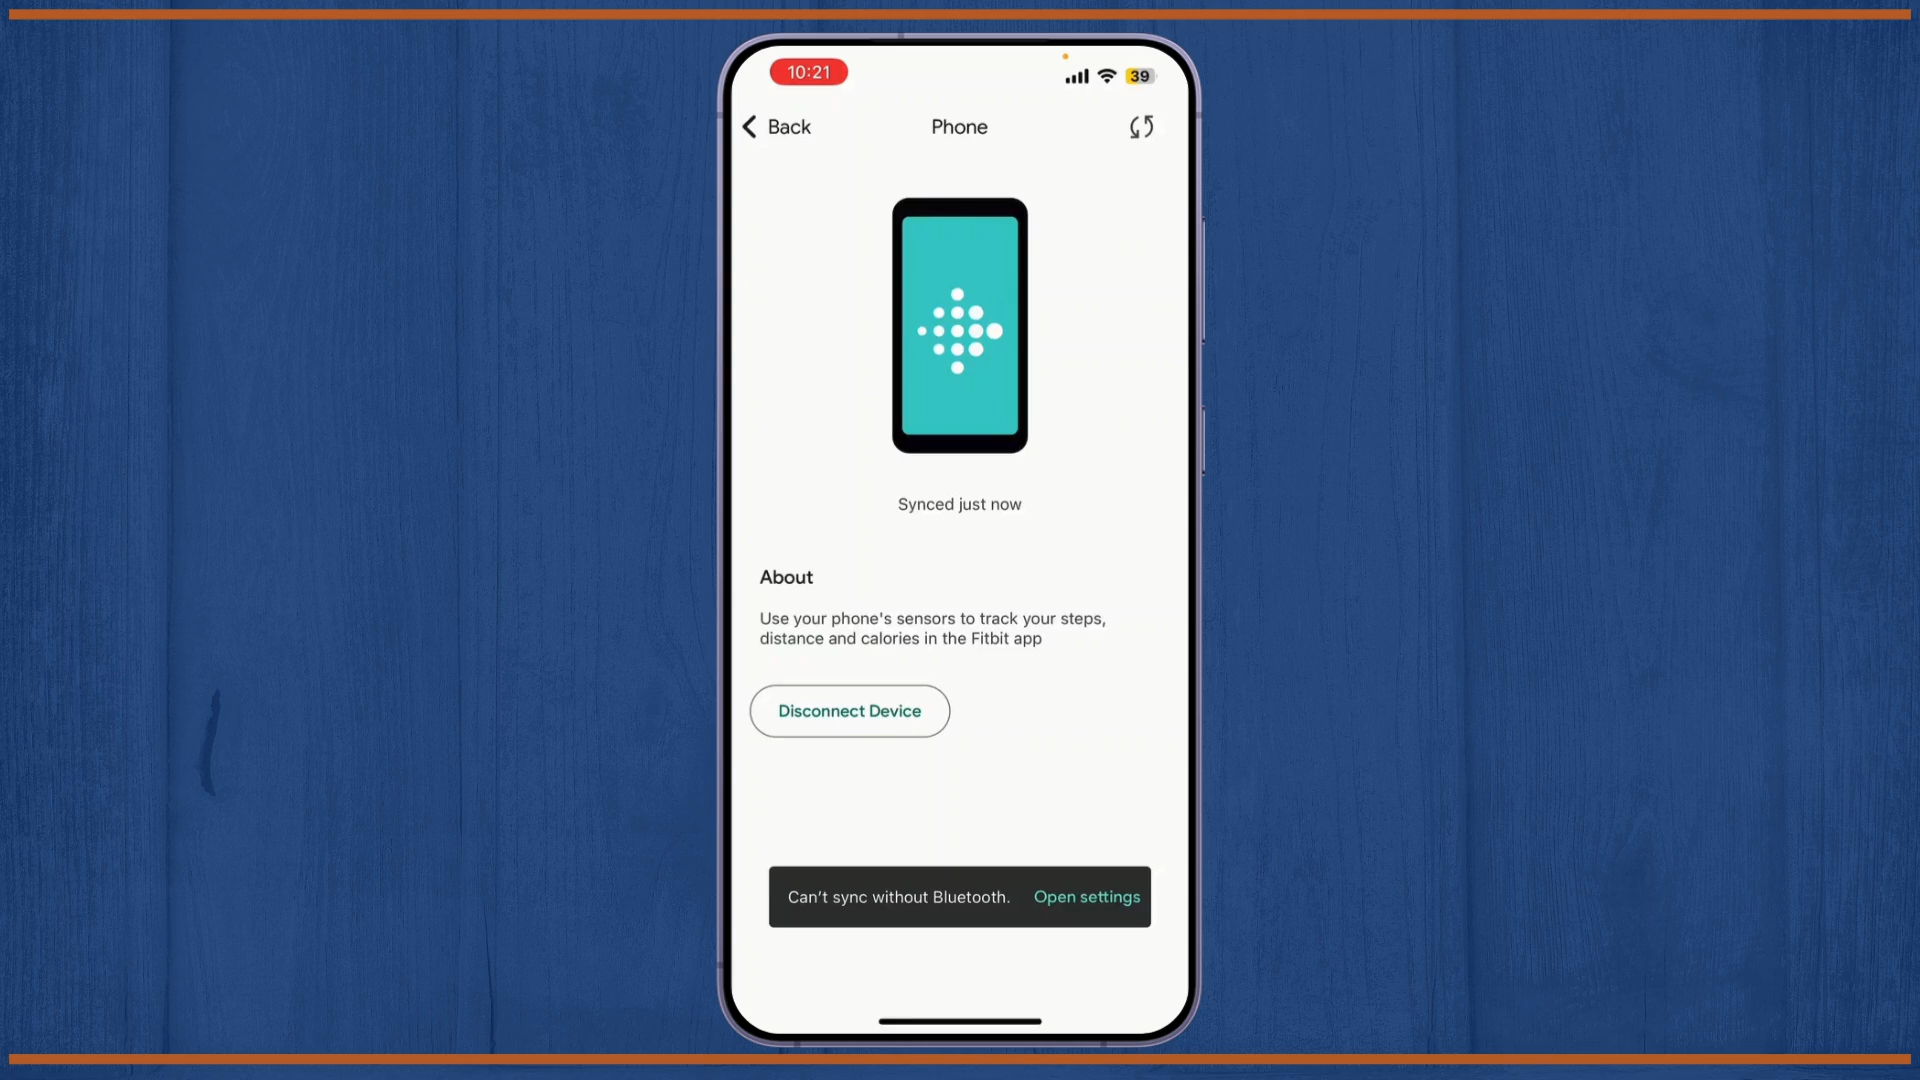 10:21
39
Back
Phone
Synced just now
About
Use your phone's sensors to track your steps,
distance and calories in the Fitbit app
Disconnect Device
Can't sync without Bluetooth. Open settings